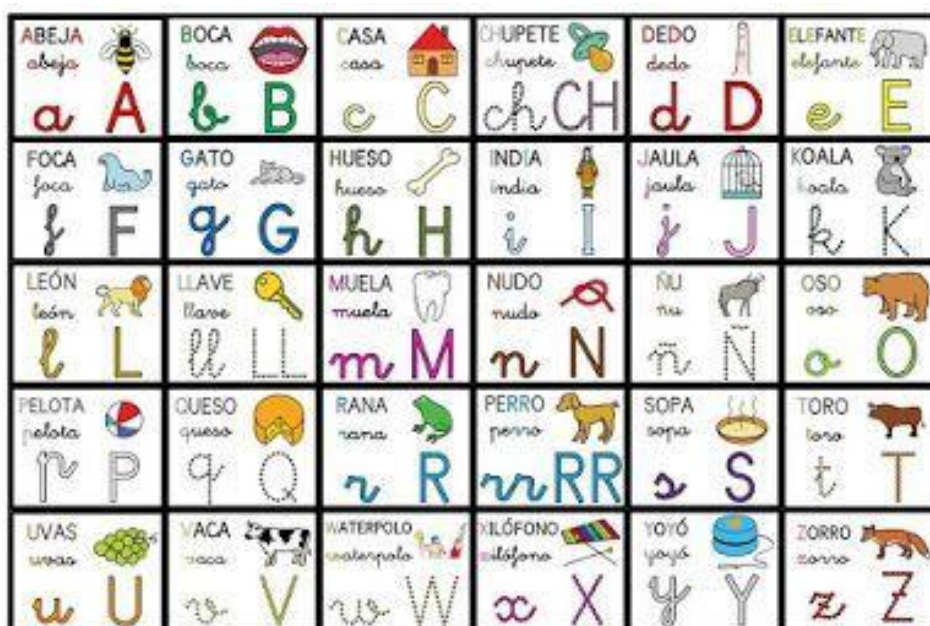 ABEJA
abeja
a A
BOCA
boca
b B
CASA
casa
c C
CHUPETE
chupete
ch CH
DEDO
dedo
d D
ELEFANTE
elefante
e E
FOCA
foca
f F
GATO
gato
g G
HUESO
hueso
h H
INDIA
india
i I
JAULA
jaula
j J
KOALA
koala
k K
LEÓN
león
l L
LLAVE
llave
ll LL
MUELA
muela
m M
NUDO
nudo
n N
ÑU
ñu
ñ Ñ
OSO
oso
o O
PELOTA
pelota
p P
QUESO
queso
q Q
RANA
rana
r R
PERRO
perro
rr RR
SOPA
sopa
s S
TORO
toro
t T
UVAS
uvas
u U
VACA
vaca
v V
WATERPOLO
waterpolo
w W
XILÓFONO
xilófono
x X
YOYÓ
yoyó
y Y
ZORRO
zorro
z Z